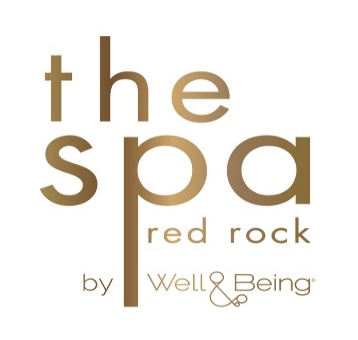 the
spa
red rock
by Well&Being®